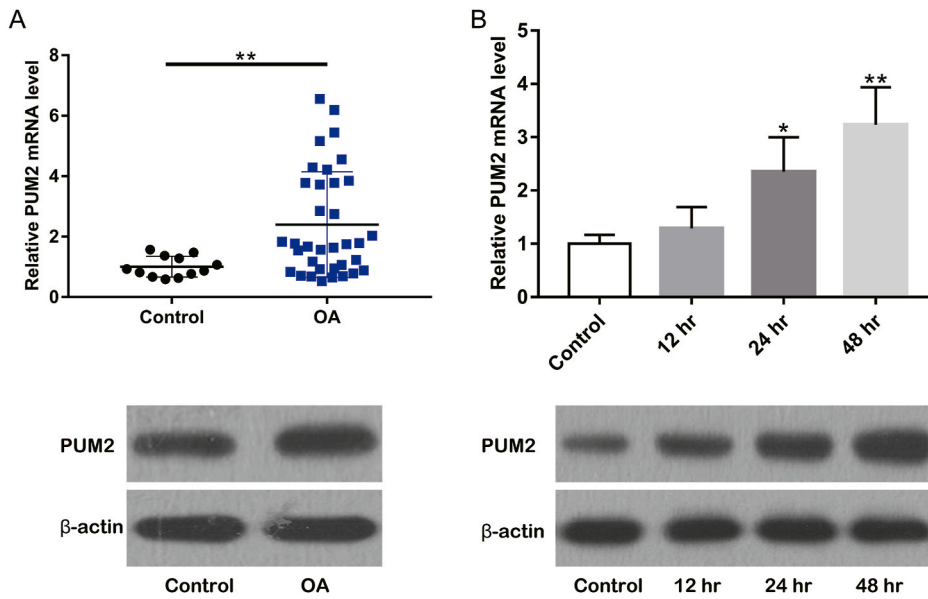 A
Relative PUM2 mRNA level
8
6
4
2
0
**
Control
OA
PUM2
β-actin
Control
OA
B
Relative PUM2 mRNA level
5
4
3
2
1
0
*
**
Control
12 hr
24 hr
48 hr
PUM2
β-actin
Control
12 hr
24 hr
48 hr